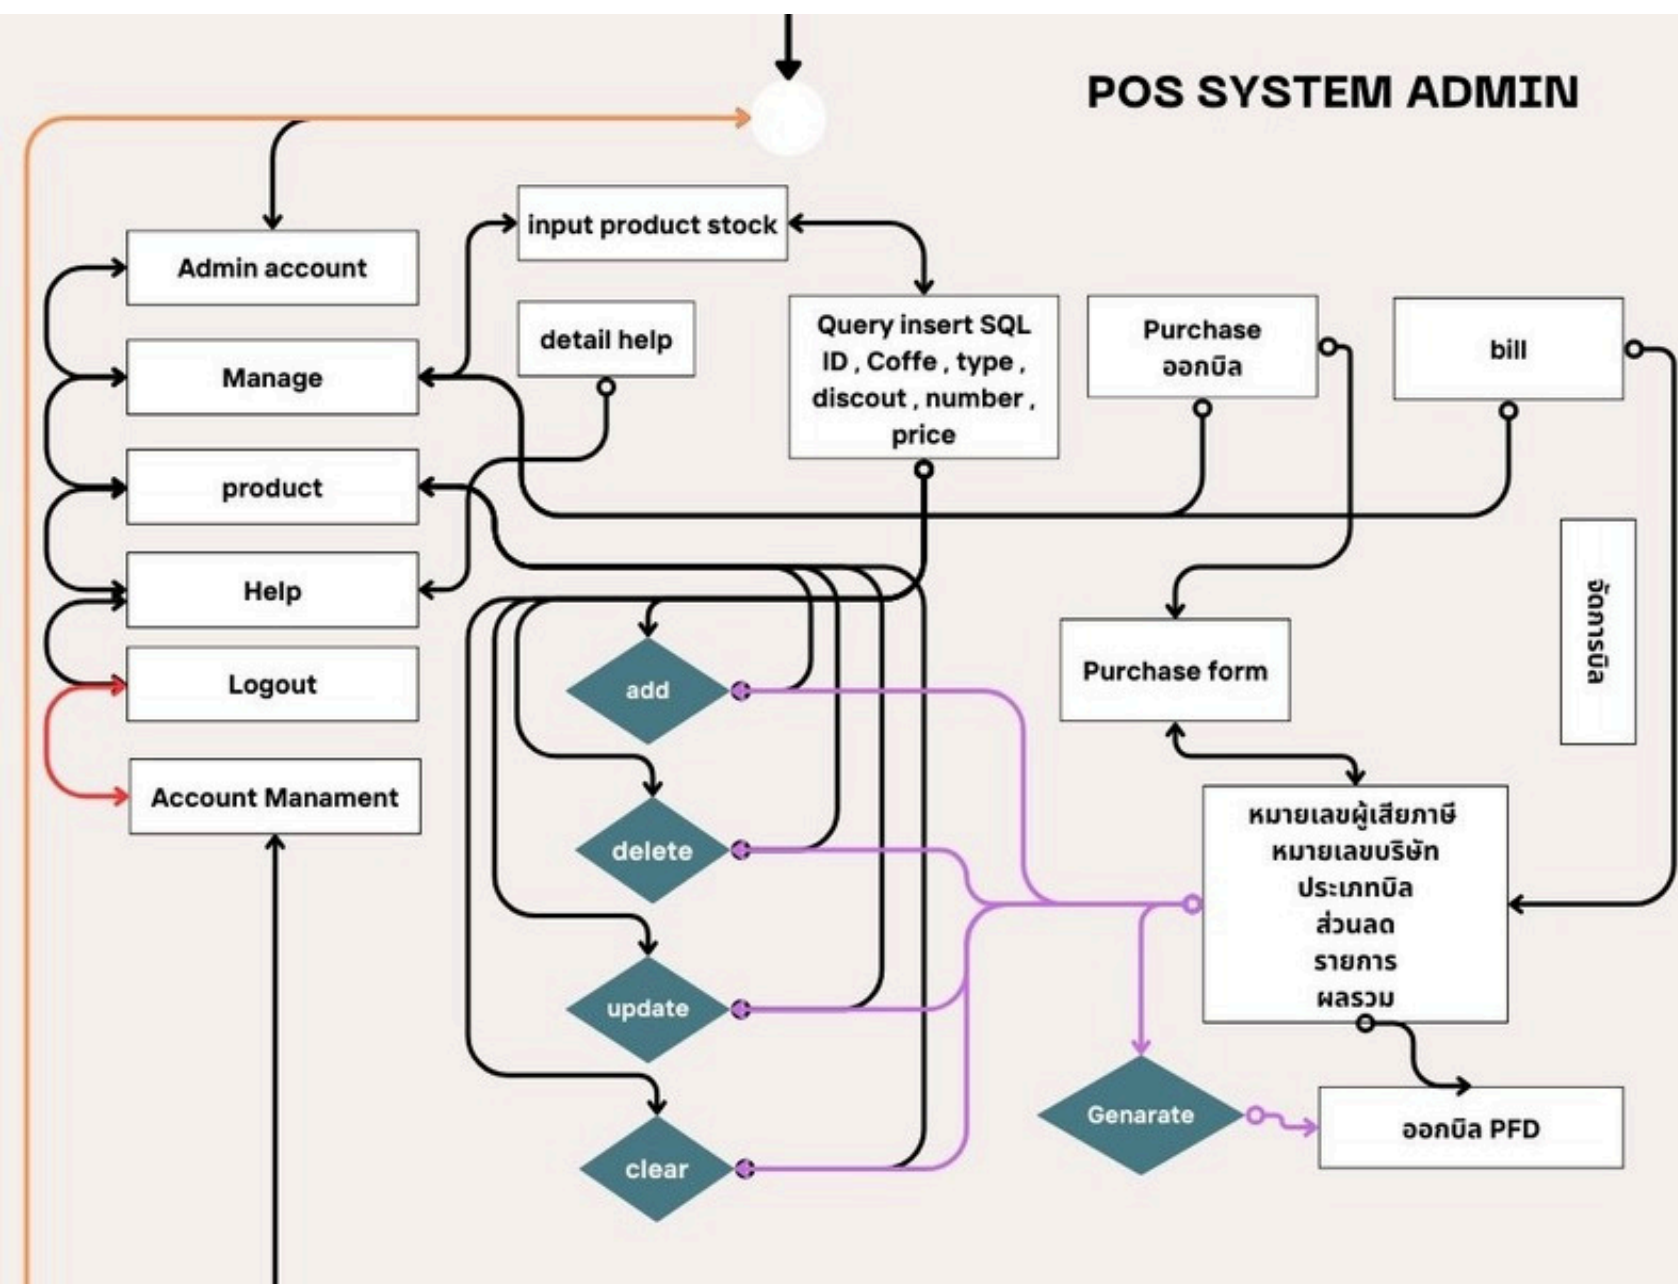 POS SYSTEM ADMIN
Admin account
Manage
product
Help
Logout
Account Manament
input product stock
detail help
Query insert SQL
ID , Coffe , type ,
discout , number ,
price
Purchase
ออกบิล
bill
จัดการบิล
Purchase form
หมายเลขผู้เสียภาษี
หมายเลขบริษัท
ประเภทบิล
ส่วนลด
รายการ
ผลรวม
add
delete
update
clear
Genarate
ออกบิล PFD